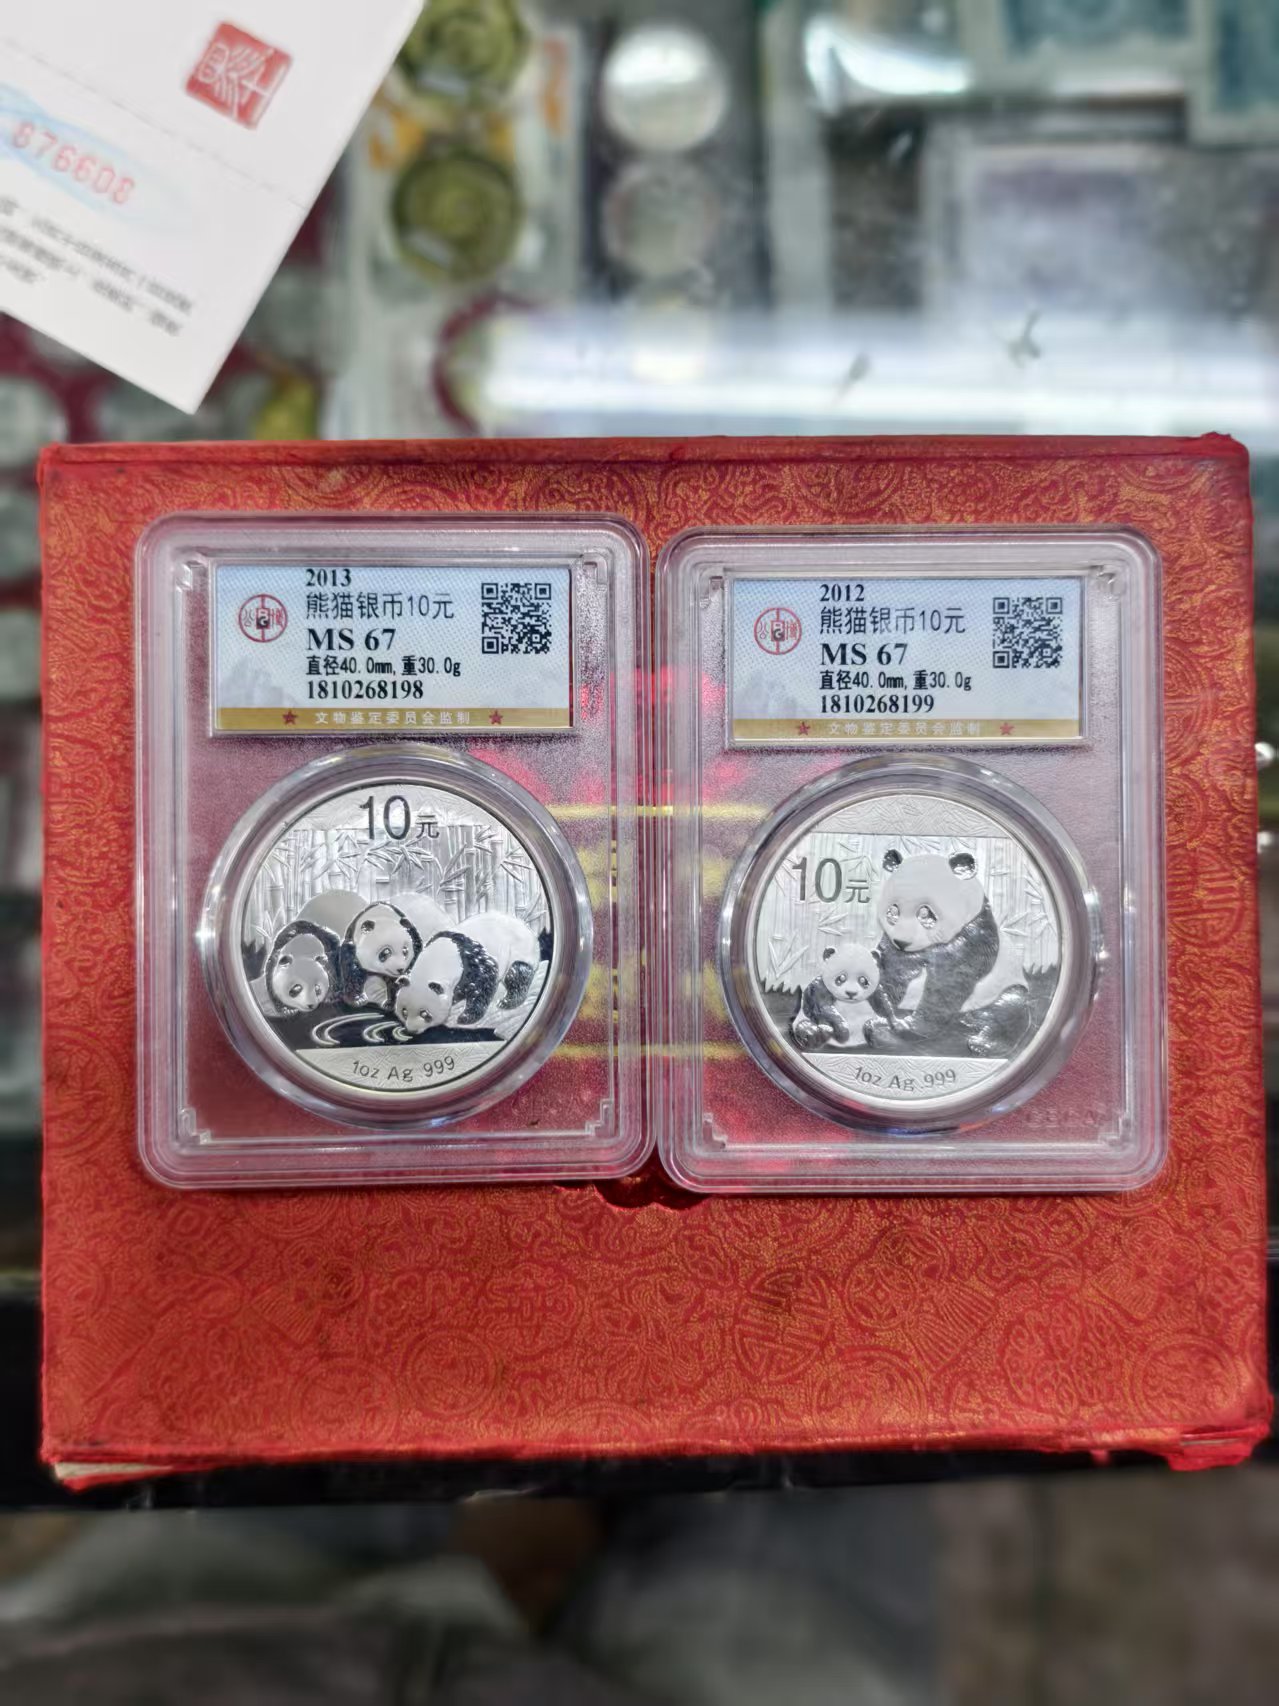 876608
2013
熊猫银币10元
MS 67
直径40.0mm,重30.0g
1810268198
文物鉴定委员会监制
10元
1oz Ag 999
2012
熊猫银币10元
MS 67
直径40.0mm,重30.0g
1810268199
文物鉴定委员会监制
10元
1oz Ag 999